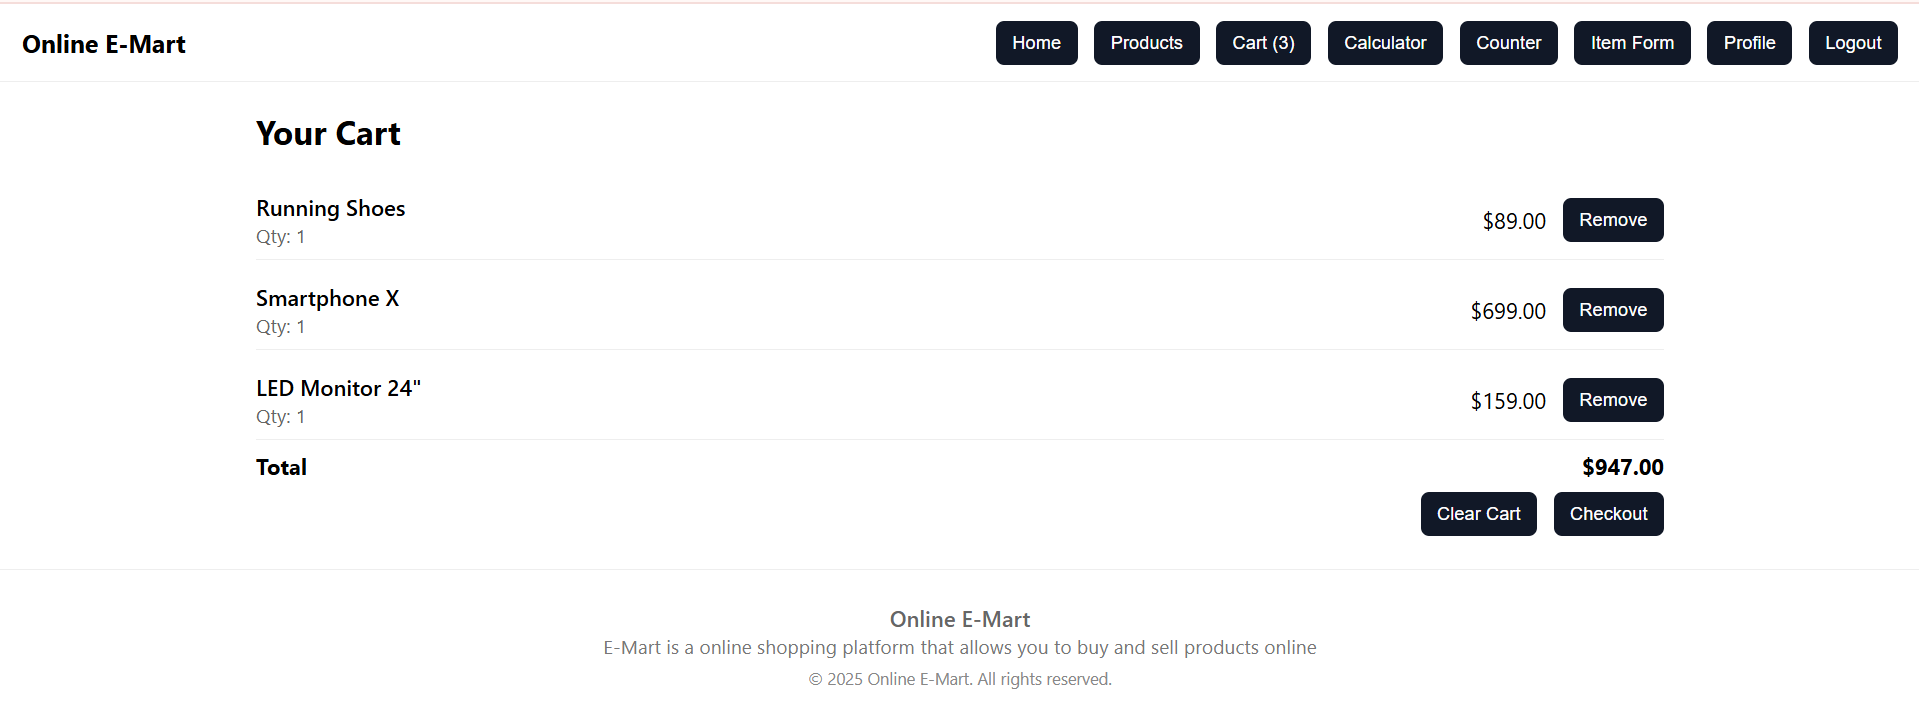 Online E-Mart Home Products Cart (3) Calculator Counter Item Form Profile Logout
Your Cart
Running Shoes
Qty: 1
$89.00 Remove
Smartphone X
Qty: 1
$699.00 Remove
LED Monitor 24"
Qty: 1
$159.00 Remove
Total $947.00
Clear Cart Checkout
Online E-Mart
E-Mart is a online shopping platform that allows you to buy and sell products online
© 2025 Online E-Mart. All rights reserved.